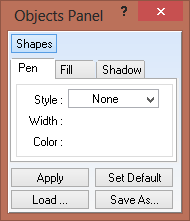 Objects Panel ?
Shapes
Pen Fill Shadow
Style : None
Width :
Color :
Apply Set Default
Load ... Save As...